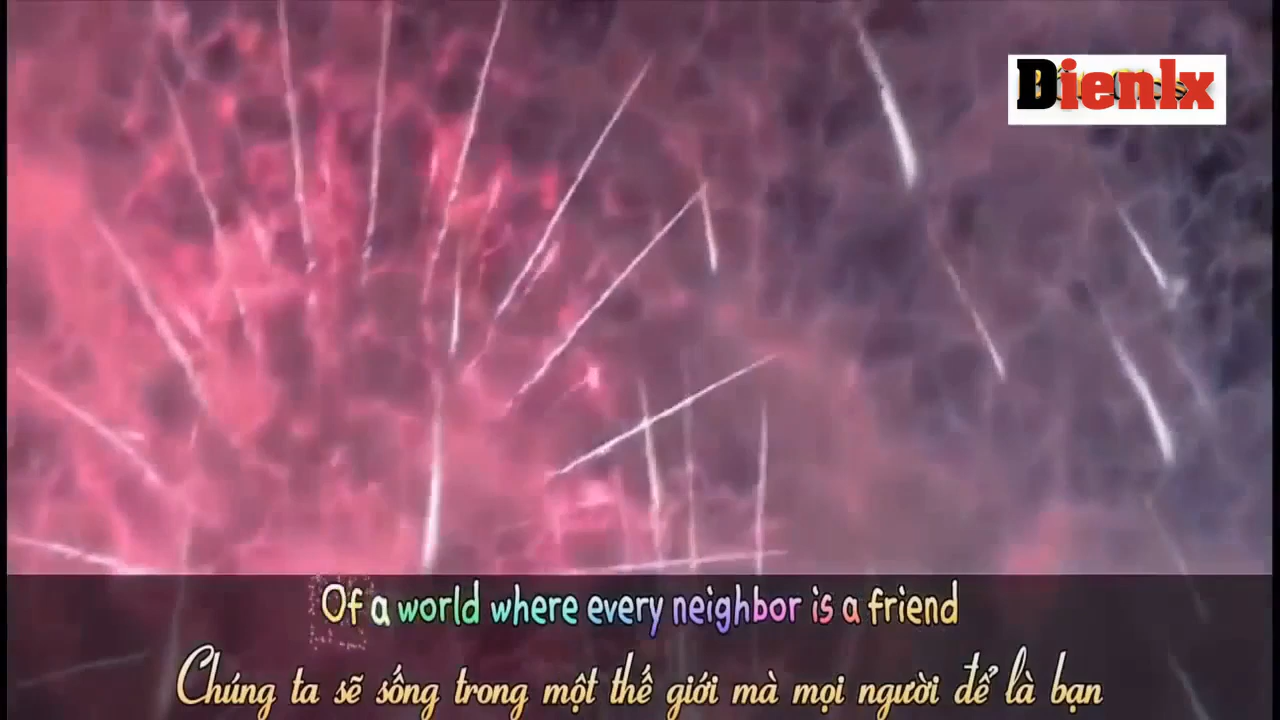 Dienlx
Of a world where every neighbor is a friend
Chúng ta sẽ sống trong một thế giới mà mọi người để là bạn